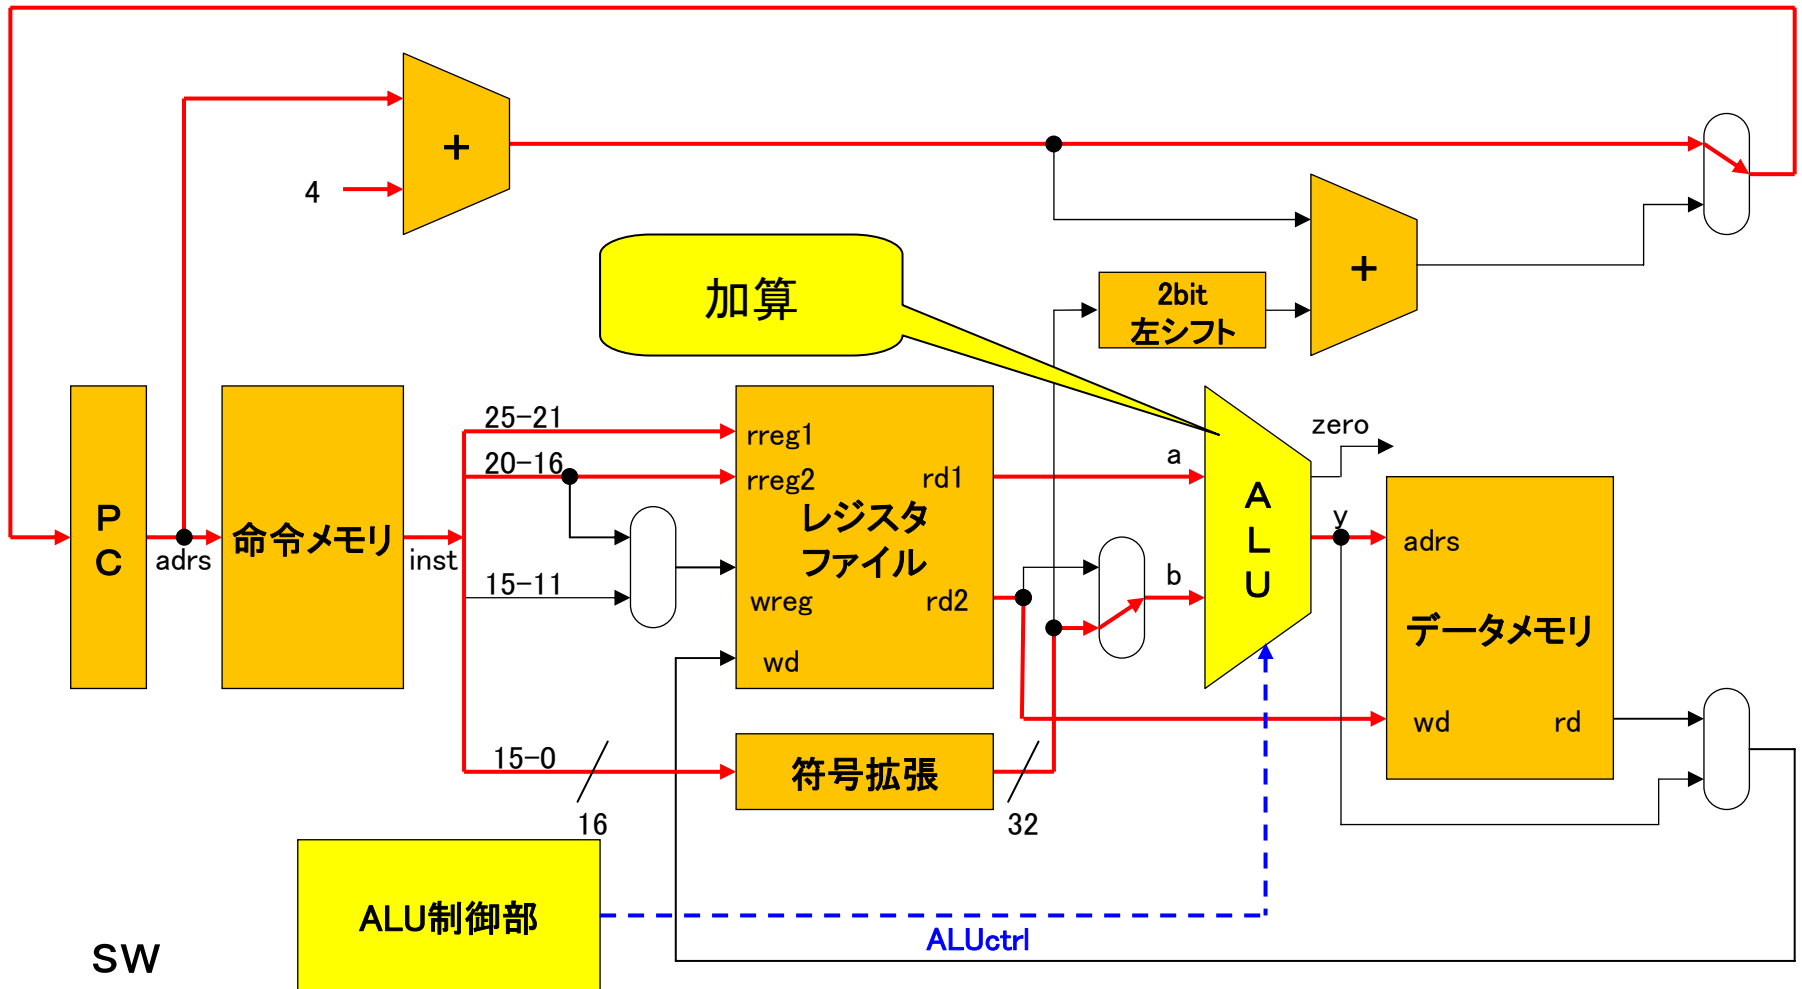 +
4
+
加算
2bit
左シフト
25-21
rreg1
zero
20-16
rreg2
rd1
a
P
C
adrs
命令メモリ
inst
レジスタ
ファイル
A
L
U
y
adrs
15-11
wreg
rd2
b
データメモリ
wd
wd
rd
15-0
符号拡張
16
32
ALU制御部
ALUctrl
SW